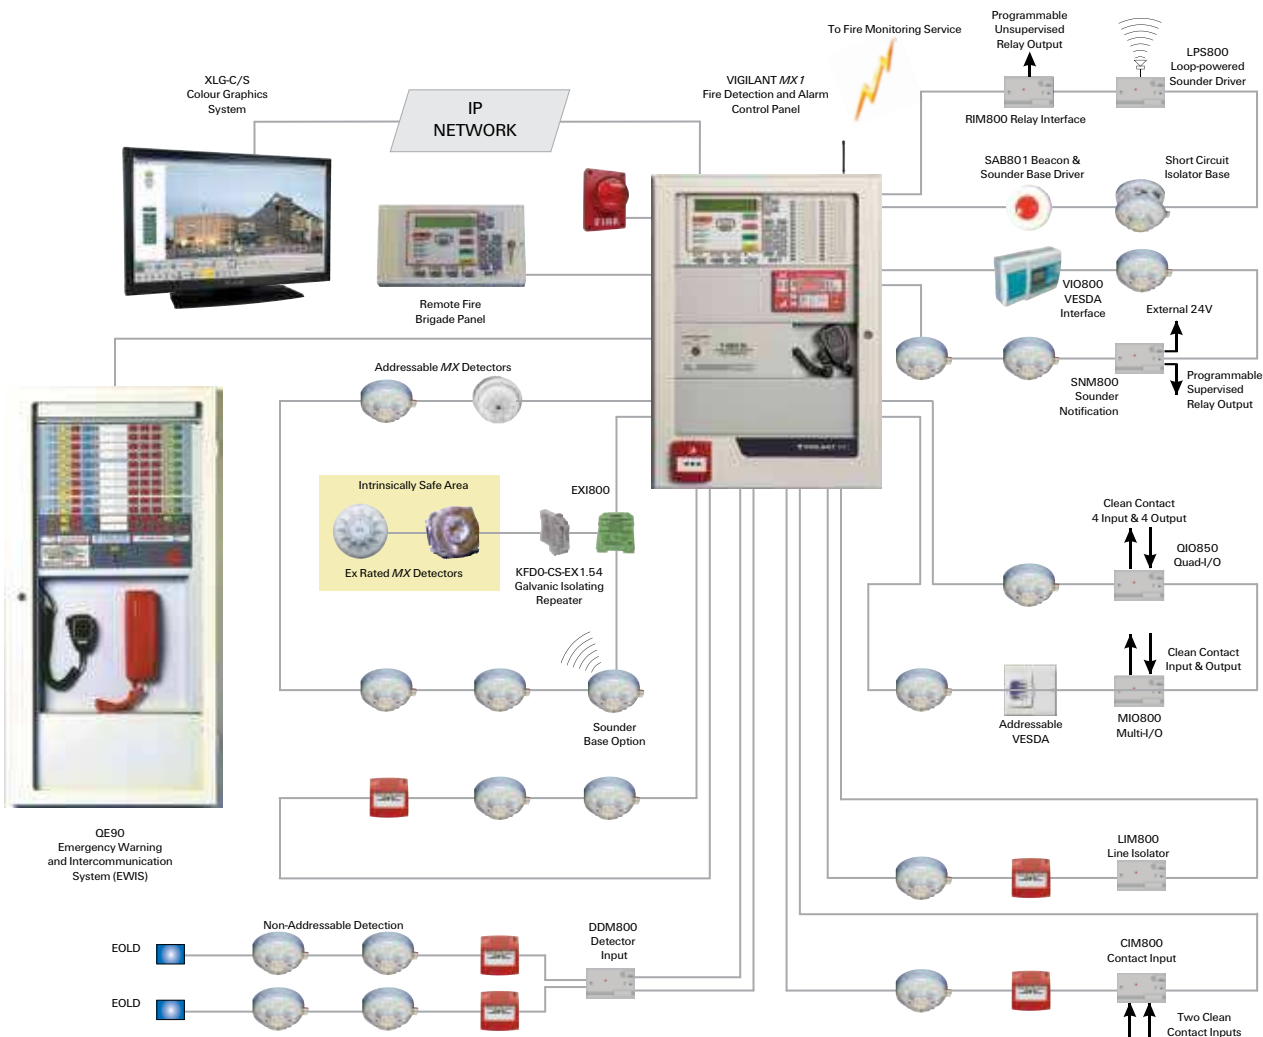 Programmable
Unsupervised
Relay Output
To Fire Monitoring Service
LPS800
Loop-powered
Sounder Driver
XLG-C/S
Colour Graphics
System
IP
NETWORK
VIGILANT MX1
Fire Detection and Alarm
Control Panel
RIM800 Relay Interface
SAB801 Beacon &
Sounder Base Driver
Short Circuit
Isolator Base
FIRE
Remote Fire
Brigade Panel
VIO800
VESDA
Interface
External 24V
SNM800
Sounder
Notification
Programmable
Supervised
Relay Output
Addressable MX Detectors
VIGILANT
Intrinsically Safe Area
Ex Rated MX Detectors
EXI800
KFD0-CS-EX1.54
Galvanic Isolating
Repeater
Clean Contact
4 Input & 4 Output
QIO850
Quad-I/O
Clean Contact
Input & Output
Addressable
VESDA
MIO800
Multi-I/O
Sounder
Base Option
QE90
Emergency Warning
and Intercommunication
System (EWIS)
LIM800
Line Isolator
Non-Addressable Detection
EOLD
DDM800
Detector
Input
EOLD
CIM800
Contact Input
Two Clean
Contact Inputs